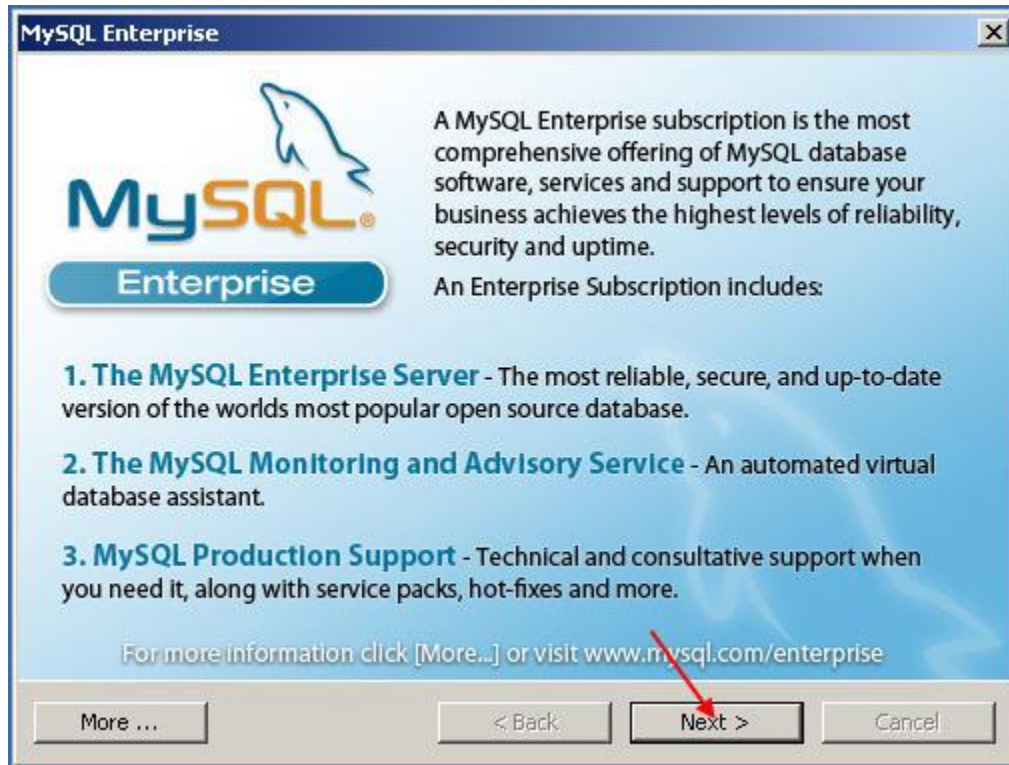 MySQL Enterprise
MySQL®
Enterprise
A MySQL Enterprise subscription is the most
comprehensive offering of MySQL database
software, services and support to ensure your
business achieves the highest levels of reliability,
security and uptime.
An Enterprise Subscription includes:
1. The MySQL Enterprise Server - The most reliable, secure, and up-to-date
version of the worlds most popular open source database.
2. The MySQL Monitoring and Advisory Service - An automated virtual
database assistant.
3. MySQL Production Support - Technical and consultative support when
you need it, along with service packs, hot-fixes and more.
For more information click [More...] or visit www.mysql.com/enterprise
More ...
< Back
Next >
Cancel